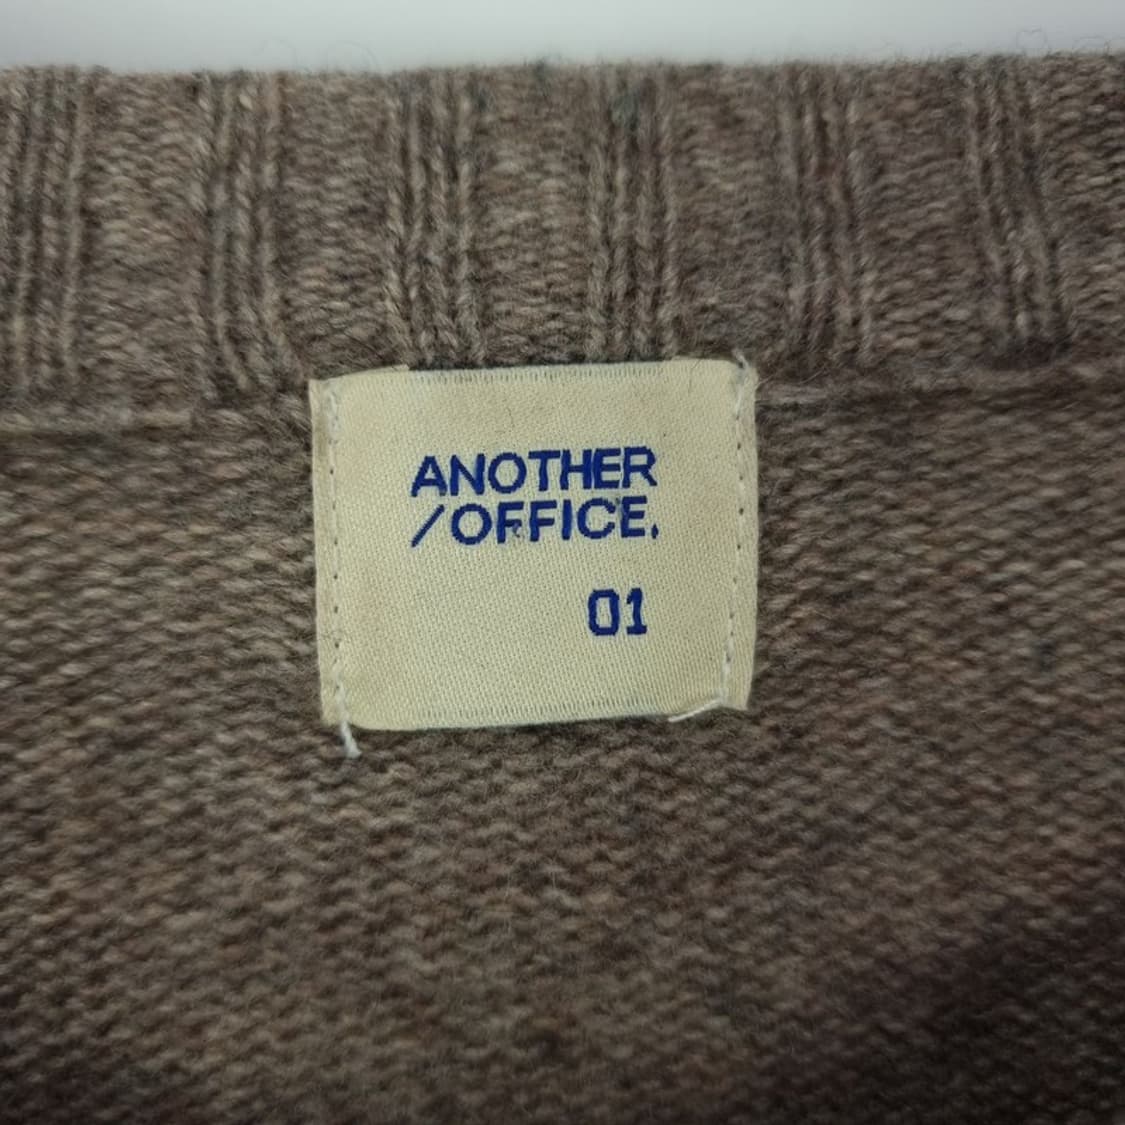 ANOTHER
/OFFICE.
01